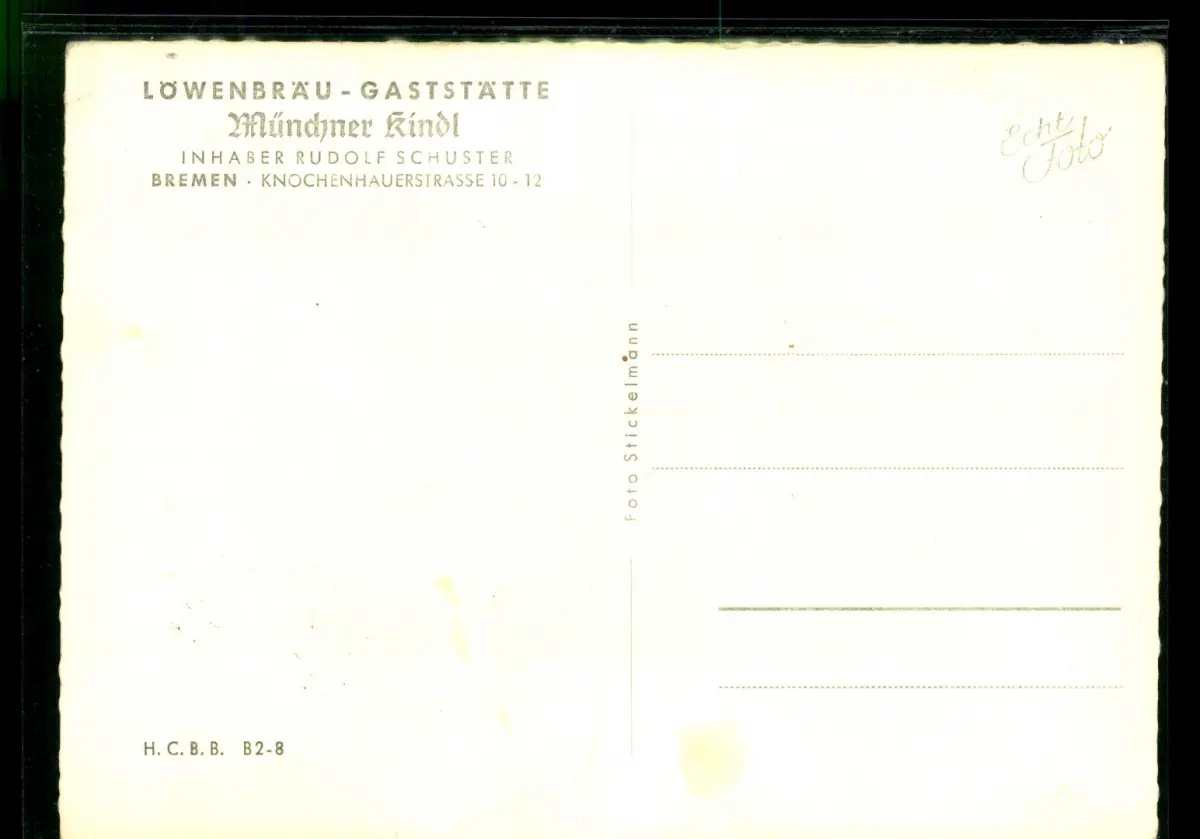 LÖWENBRÄU - GASTSTÄTTE
Münchner Kindl
INHABER RUDOLF SCHUSTER
BREMEN · KNOCHENHAUERSTRASSE 10 - 12
Echt
Foto
Foto Stickelmann
H. C. B. B. B2-8